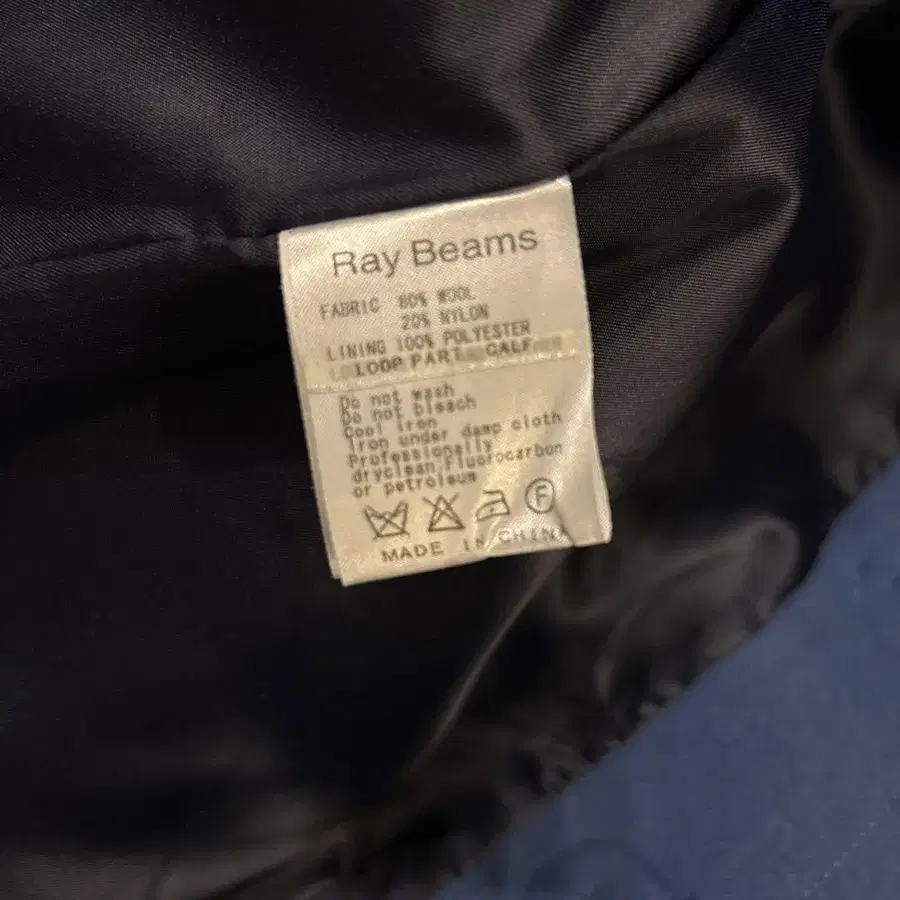 Ray Beams
FABRIC 80% WOOL
20% NYLON
LINING 100% POLYESTER
LOOP PART CALF
Do not wash
Do not bleach
Cool iron
Iron under damp cloth
Professionally
dryclean,Fluorocarbon
or petroleum
F
MADE IN CHINA